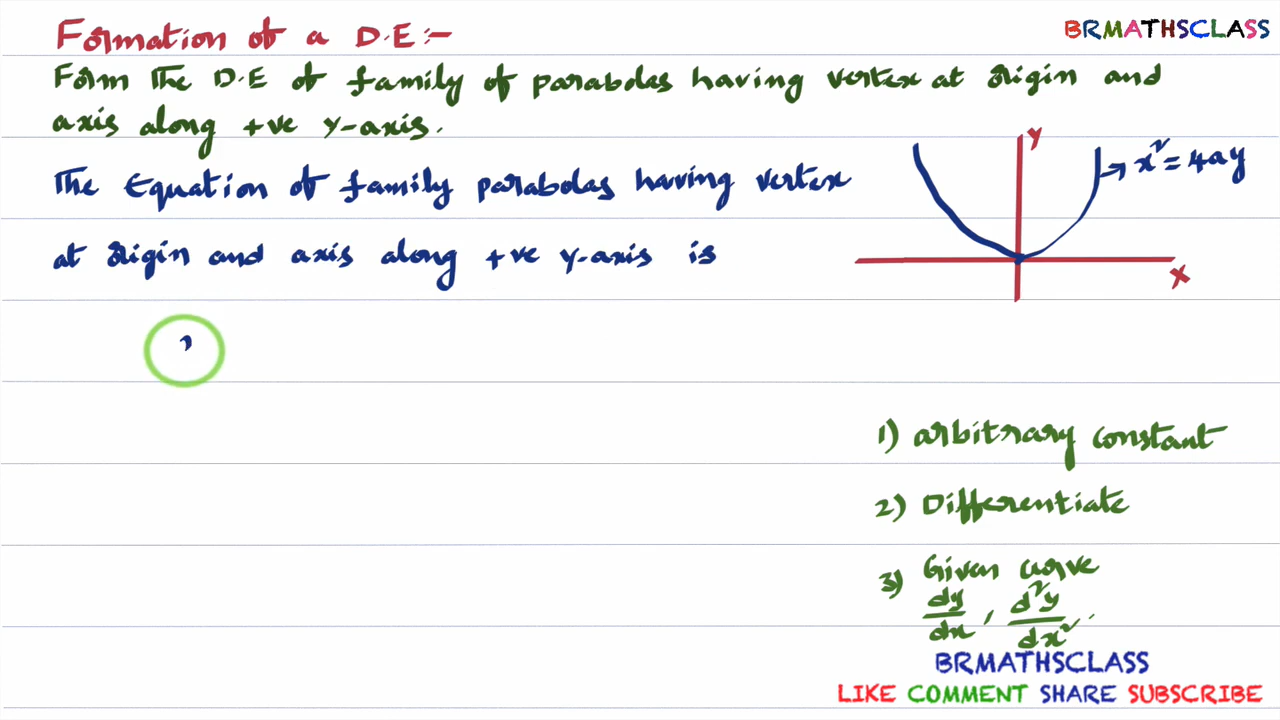 Formation of a D.E :-
BRMATHSCLASS
Form The D.E of family of parabolas having vertex at origin and
axis along +ve y-axis.
The Equation of family parabolas having vertex
at origin and axis along +ve y-axis is
Y
x² = 4ay
X
1) arbitrary constant
2) Differentiate
3) Given curve
dy/dx , d²y/dx² .
BRMATHSCLASS
LIKE COMMENT SHARE SUBSCRIBE